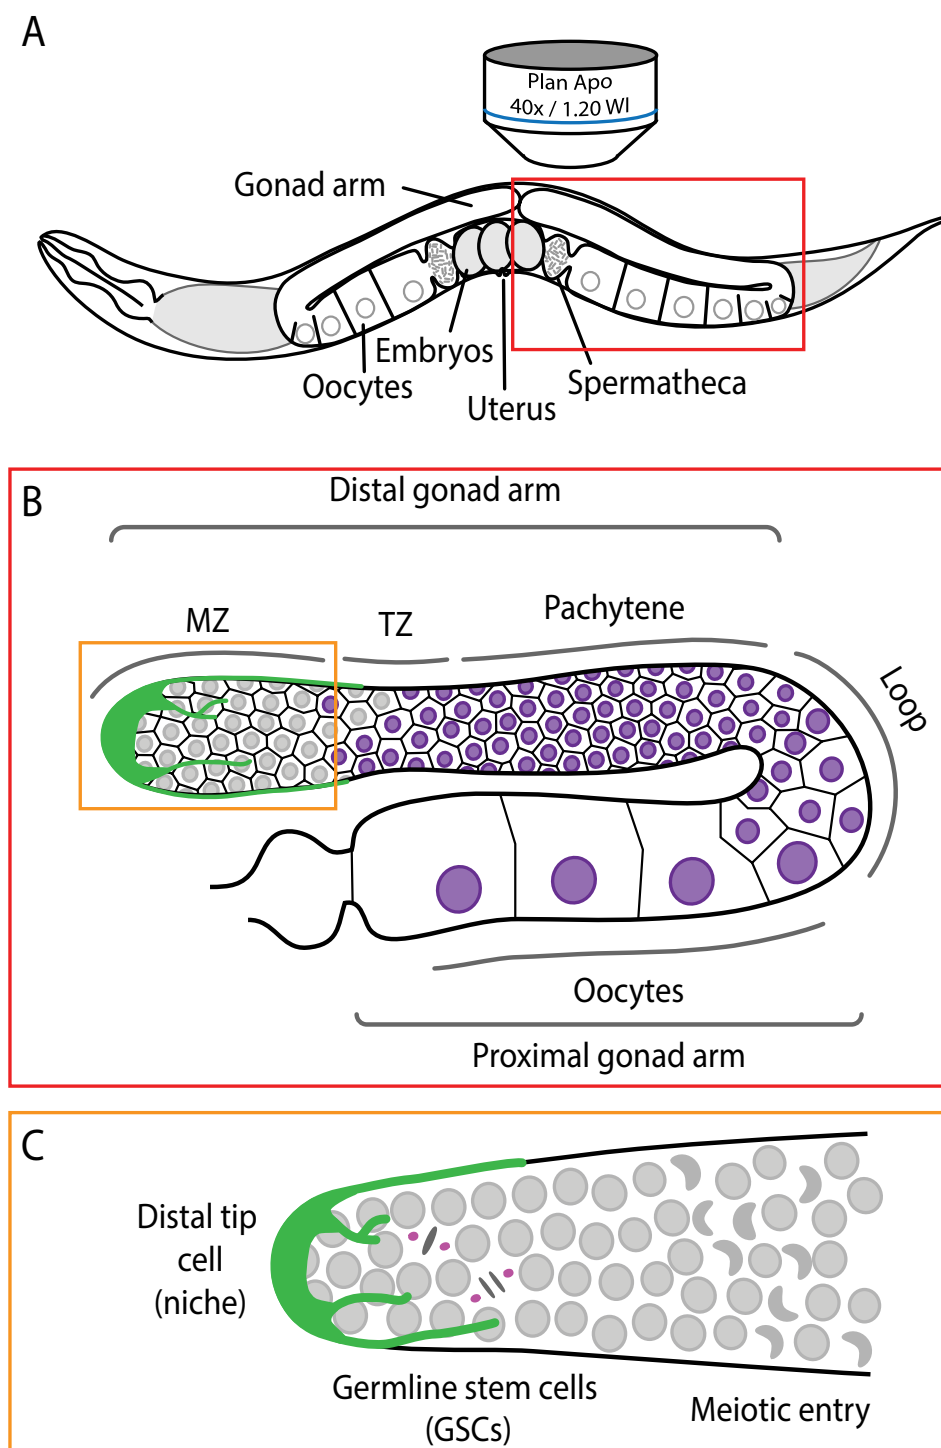 A
Plan Apo
40x / 1.20 WI
Gonad arm
Embryos
Oocytes
Spermatheca
Uterus
B
Distal gonad arm
MZ
TZ
Pachytene
Loop
Oocytes
Proximal gonad arm
C
Distal tip
cell
(niche)
Germline stem cells
(GSCs)
Meiotic entry